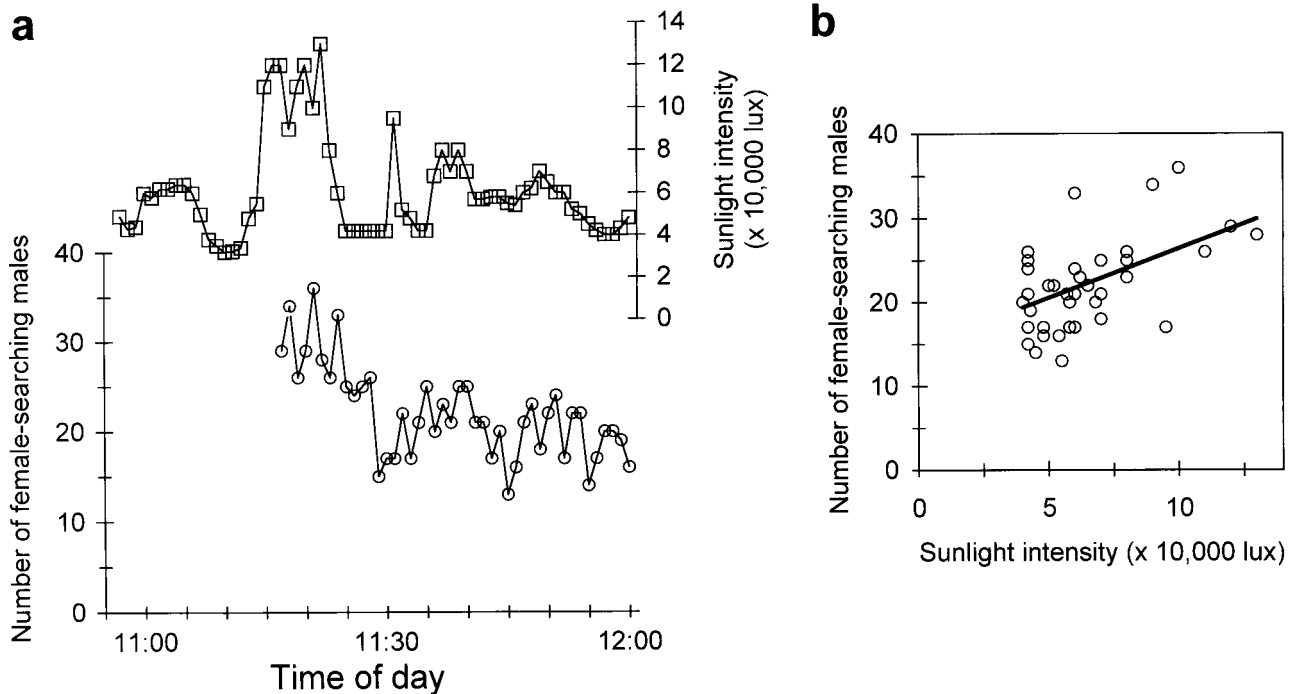 a
Number of female-searching males
40
30
20
10
0
14
12
10
8
6
4
2
0
Sunlight intensity
(x 10,000 lux)
11:00 11:30 12:00
Time of day
b
Number of female-searching males
40
30
20
10
0
0 5 10
Sunlight intensity (x 10,000 lux)